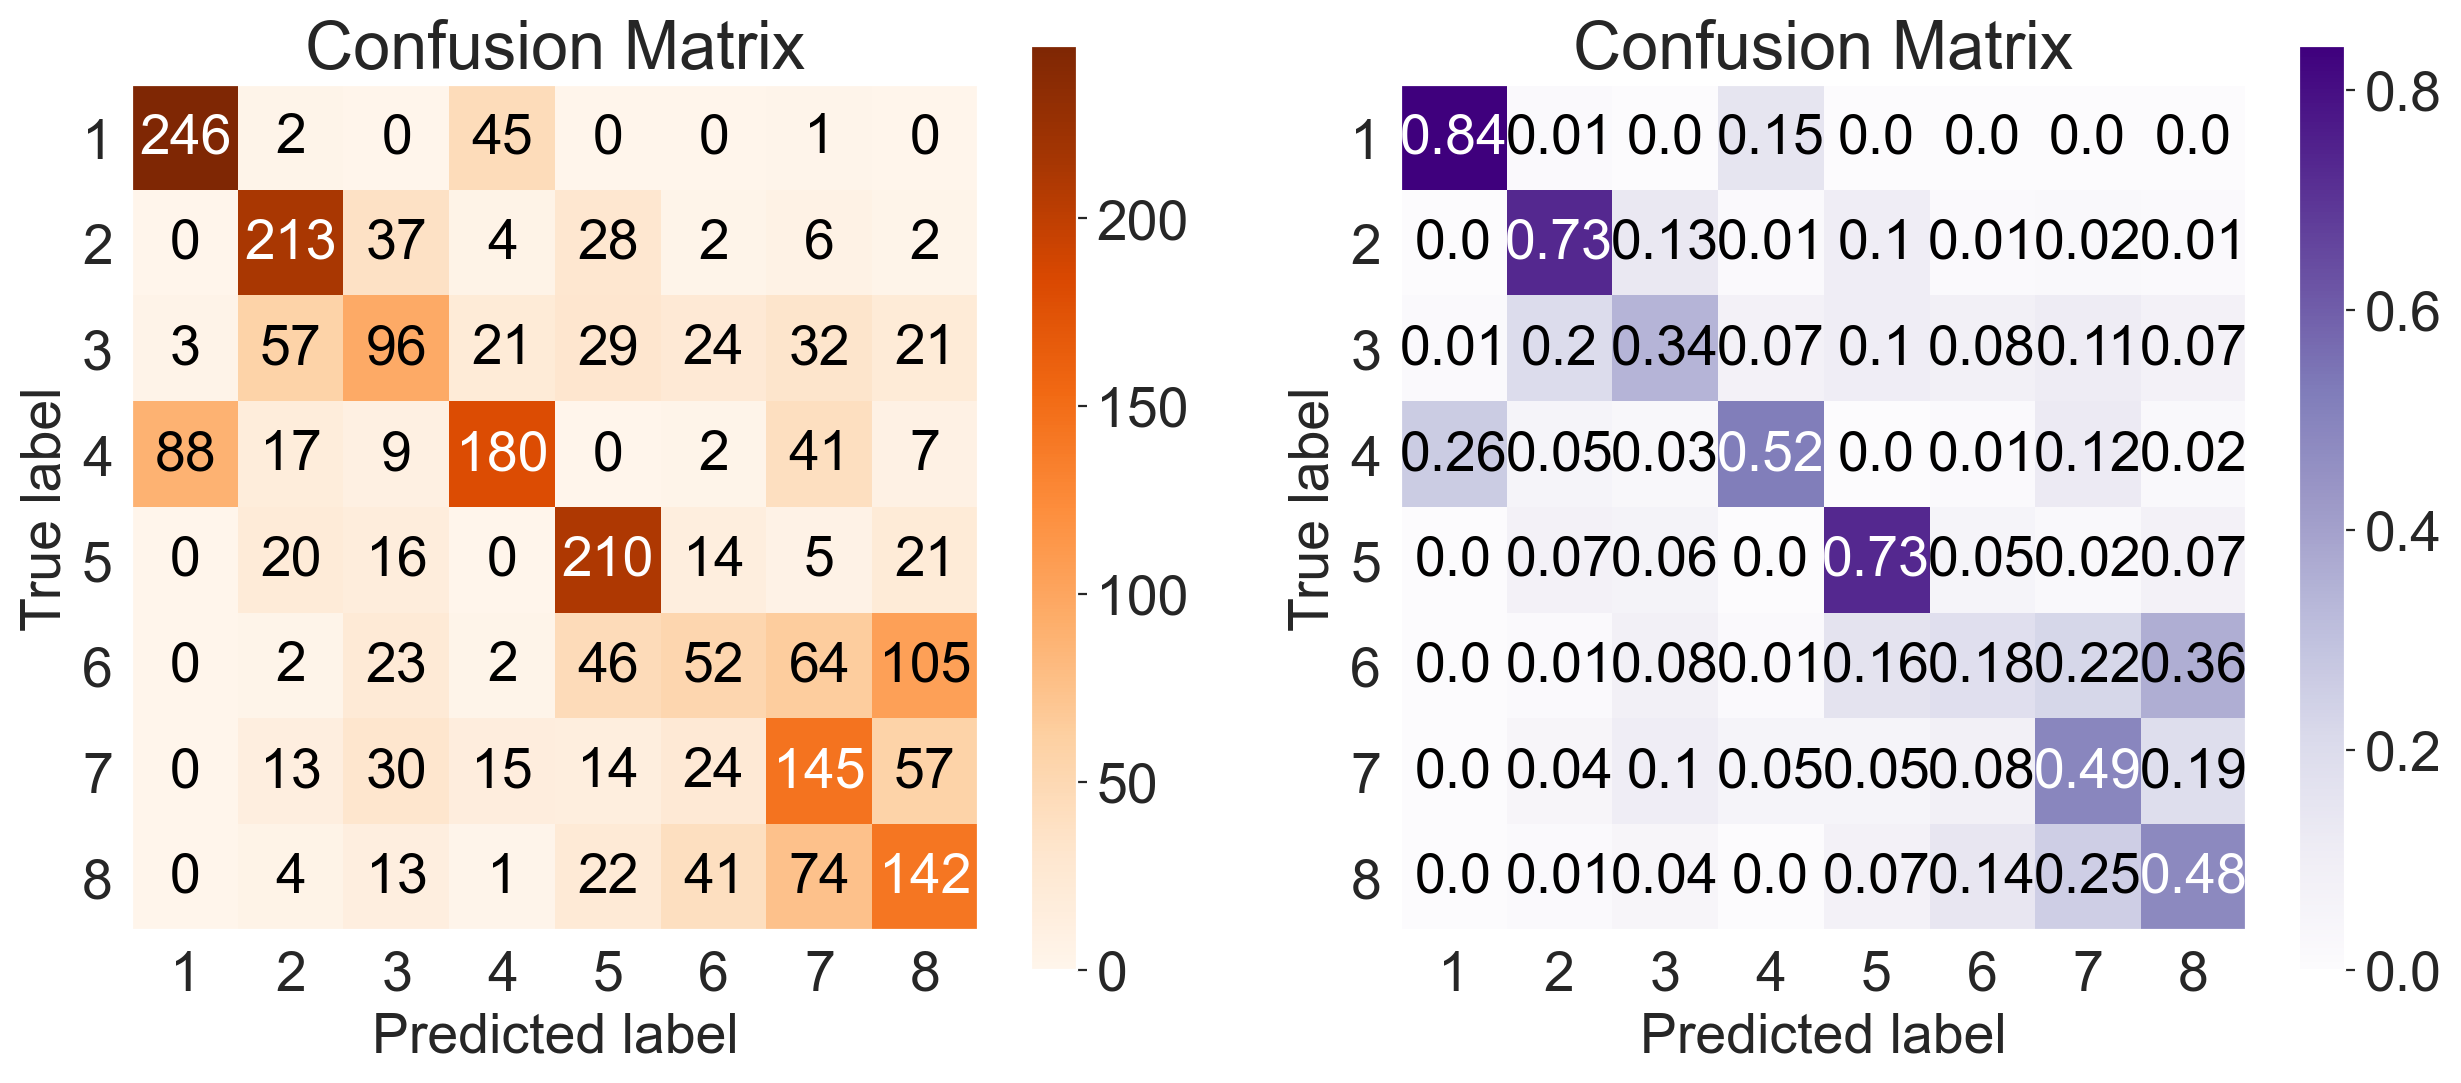 Confusion Matrix
1 246 2 0 45 0 0 1 0
2 0 213 37 4 28 2 6 2
3 3 57 96 21 29 24 32 21
4 88 17 9 180 0 2 41 7
5 0 20 16 0 210 14 5 21
6 0 2 23 2 46 52 64 105
7 0 13 30 15 14 24 145 57
8 0 4 13 1 22 41 74 142
1 2 3 4 5 6 7 8
Predicted label
True label
200
150
100
50
0
Confusion Matrix
1 0.84 0.01 0.0 0.15 0.0 0.0 0.0 0.0
2 0.0 0.73 0.13 0.01 0.1 0.01 0.02 0.01
3 0.01 0.2 0.34 0.07 0.1 0.08 0.11 0.07
4 0.26 0.05 0.03 0.52 0.0 0.01 0.12 0.02
5 0.0 0.07 0.06 0.0 0.73 0.05 0.02 0.07
6 0.0 0.01 0.08 0.01 0.16 0.18 0.22 0.36
7 0.0 0.04 0.1 0.05 0.05 0.08 0.49 0.19
8 0.0 0.01 0.04 0.0 0.07 0.14 0.25 0.48
1 2 3 4 5 6 7 8
Predicted label
True label
0.8
0.6
0.4
0.2
0.0